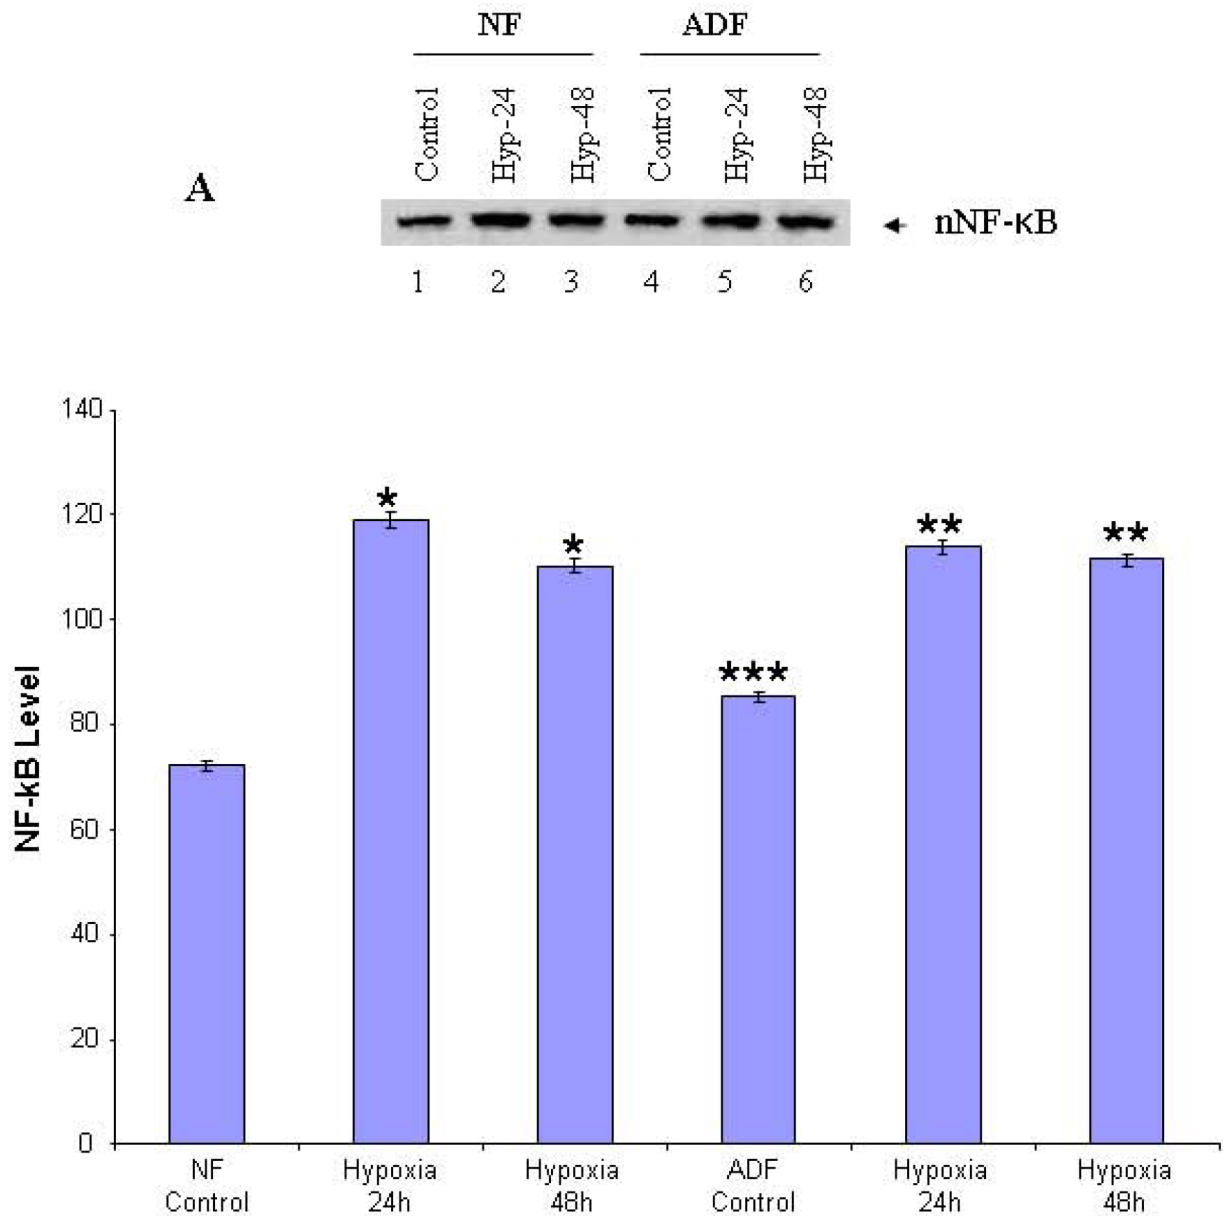 NF ADF
Control Hyp-24 Hyp-48 Control Hyp-24 Hyp-48
A
nNF-κB
1 2 3 4 5 6
140
120
100
80
60
40
20
0
NF-kB Level
* * *** ** **
NF Control
Hypoxia 24h
Hypoxia 48h
ADF Control
Hypoxia 24h
Hypoxia 48h